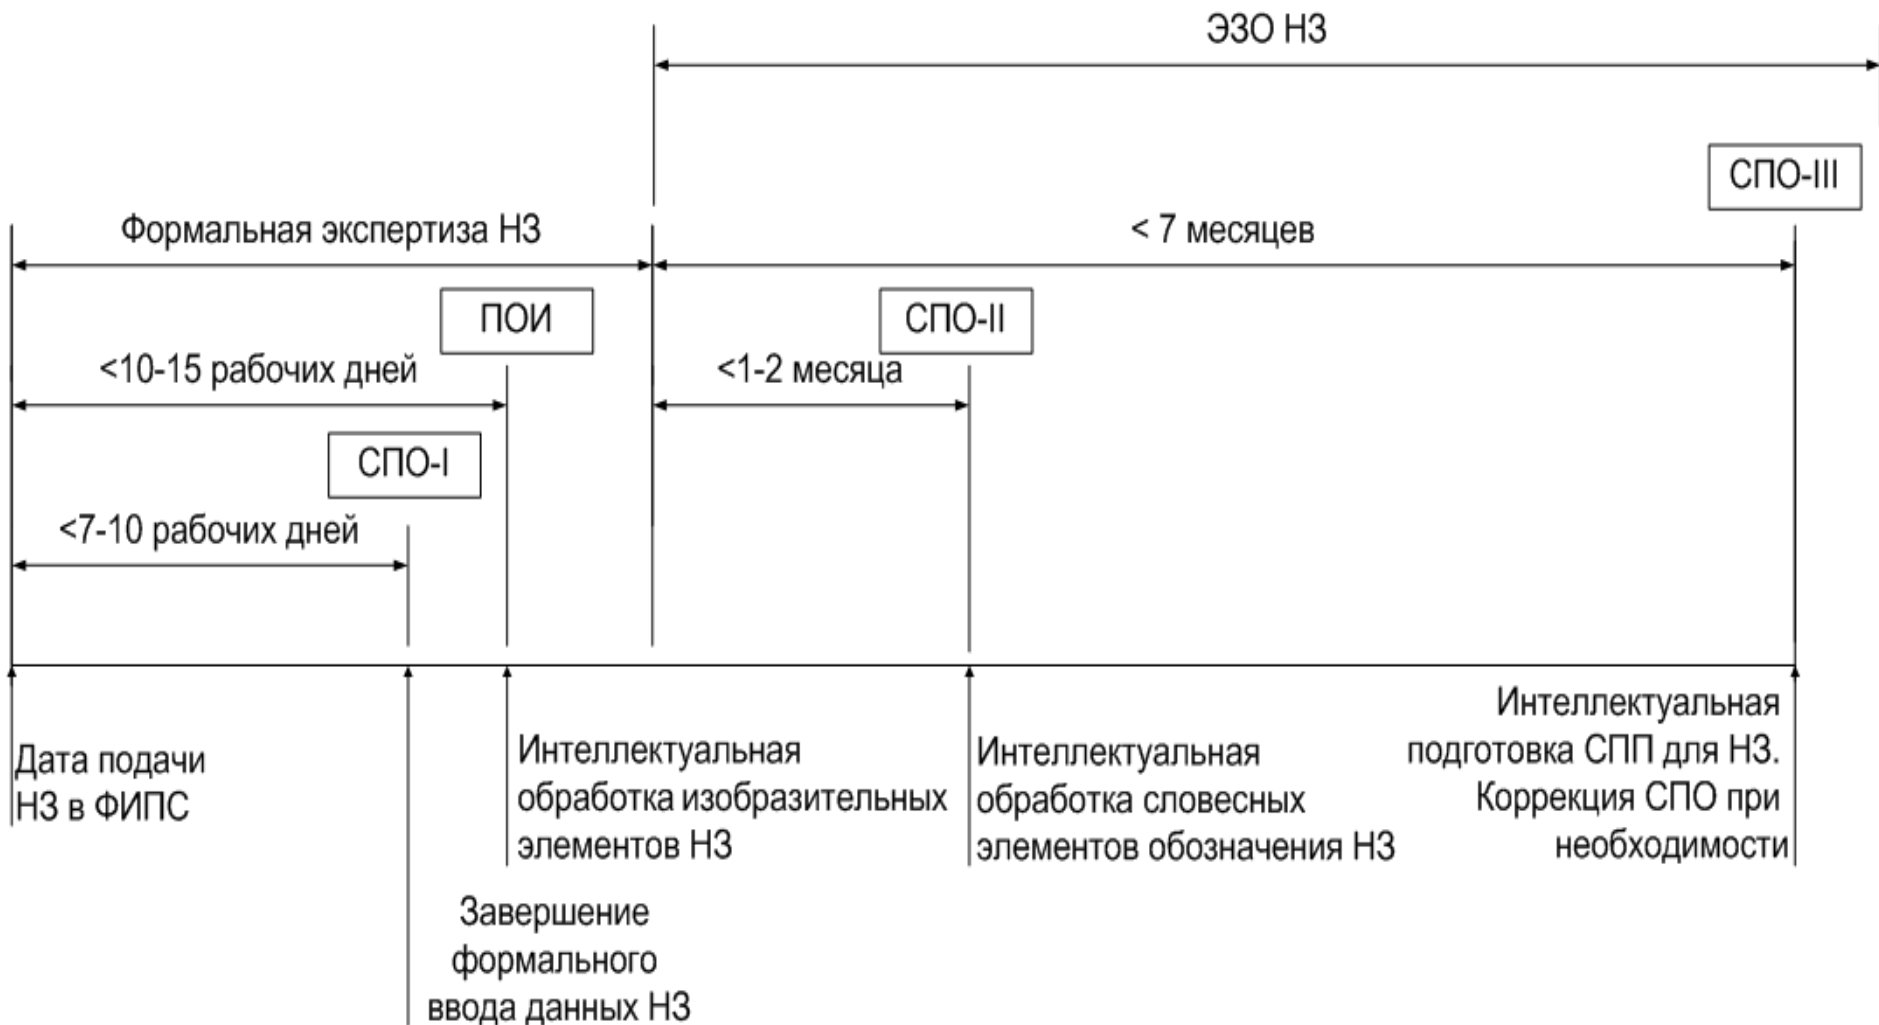 ЭЗО НЗ
СПО-III
Формальная экспертиза НЗ
< 7 месяцев
ПОИ
СПО-II
<10-15 рабочих дней
<1-2 месяца
СПО-I
<7-10 рабочих дней
Дата подачи
НЗ в ФИПС
Интеллектуальная
обработка изобразительных
элементов НЗ
Интеллектуальная
обработка словесных
элементов обозначения НЗ
Интеллектуальная
подготовка СПП для НЗ.
Коррекция СПО при
необходимости
Завершение
формального
ввода данных НЗ